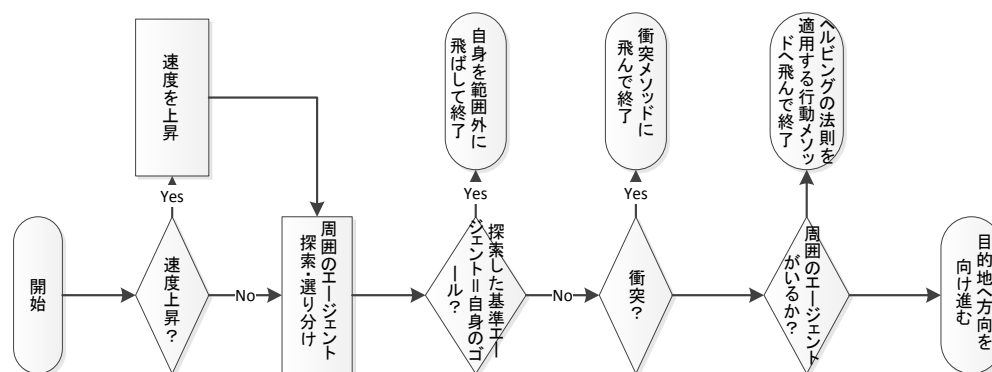 開始
速度上昇？
Yes
速度を上昇
No
周囲のエージェント
探索・選り分け
探索した基準エー
ジェント＝自身のゴ
ール？
Yes
自身を範囲外に
飛ばして終了
No
衝突？
Yes
衝突メソッドに
飛んで終了
周囲のエージェント
がいるか？
ヘルビングの法則を
適用する行動メソッ
ドへ飛んで終了
目的地へ方向を
向け進む